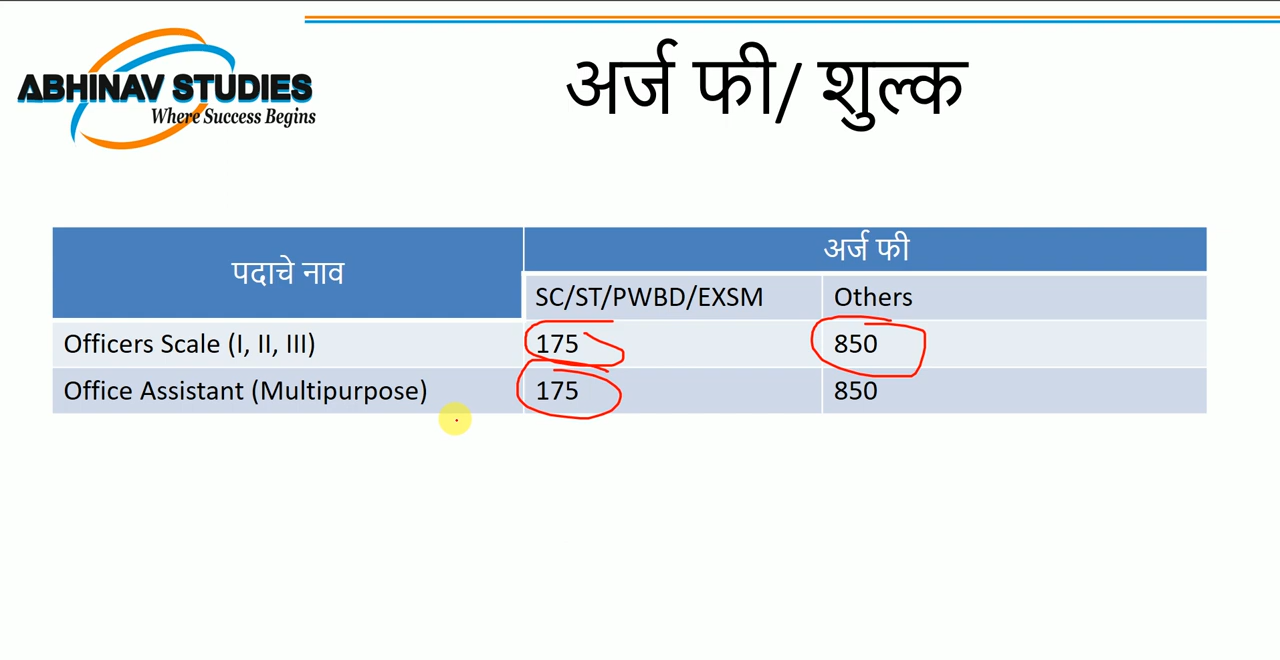 ABHINAV STUDIES
Where Success Begins
अर्ज फी/ शुल्क
पदाचे नाव
अर्ज फी
SC/ST/PWBD/EXSM
Others
Officers Scale (I, II, III)
175
850
Office Assistant (Multipurpose)
175
850